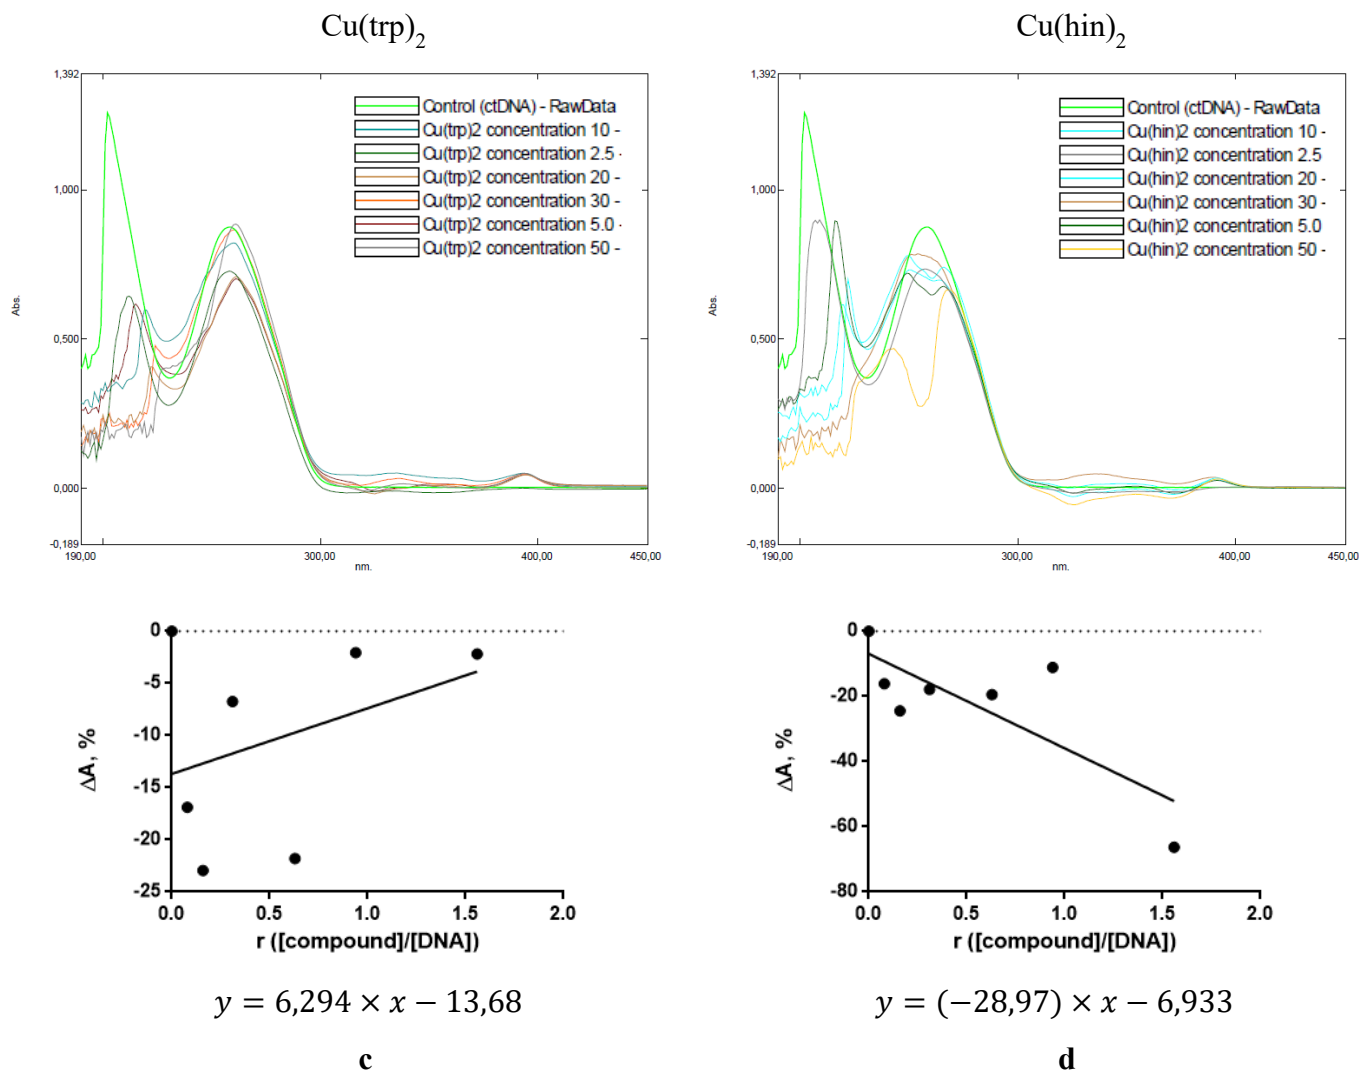 Cu(trp)2
1,392
1,000
0,500
0,000
-0,189
Abs.
190,00
300,00
400,00
450,00
nm.
Control (ctDNA) - RawData
Cu(trp)2 concentration 10 -
Cu(trp)2 concentration 2.5 -
Cu(trp)2 concentration 20 -
Cu(trp)2 concentration 30 -
Cu(trp)2 concentration 5.0 -
Cu(trp)2 concentration 50 -
Cu(hin)2
1,392
1,000
0,500
0,000
-0,189
Abs.
190,00
300,00
400,00
450,00
nm.
Control (ctDNA) - RawData
Cu(hin)2 concentration 10 -
Cu(hin)2 concentration 2.5
Cu(hin)2 concentration 20 -
Cu(hin)2 concentration 30 -
Cu(hin)2 concentration 5.0
Cu(hin)2 concentration 50 -
0
-5
-10
-15
-20
-25
ΔA, %
0.0 0.5 1.0 1.5 2.0
r ([compound]/[DNA])
y = 6,294 × x − 13,68
c
0
-20
-40
-60
-80
ΔA, %
0.0 0.5 1.0 1.5 2.0
r ([compound]/[DNA])
y = (−28,97) × x − 6,933
d